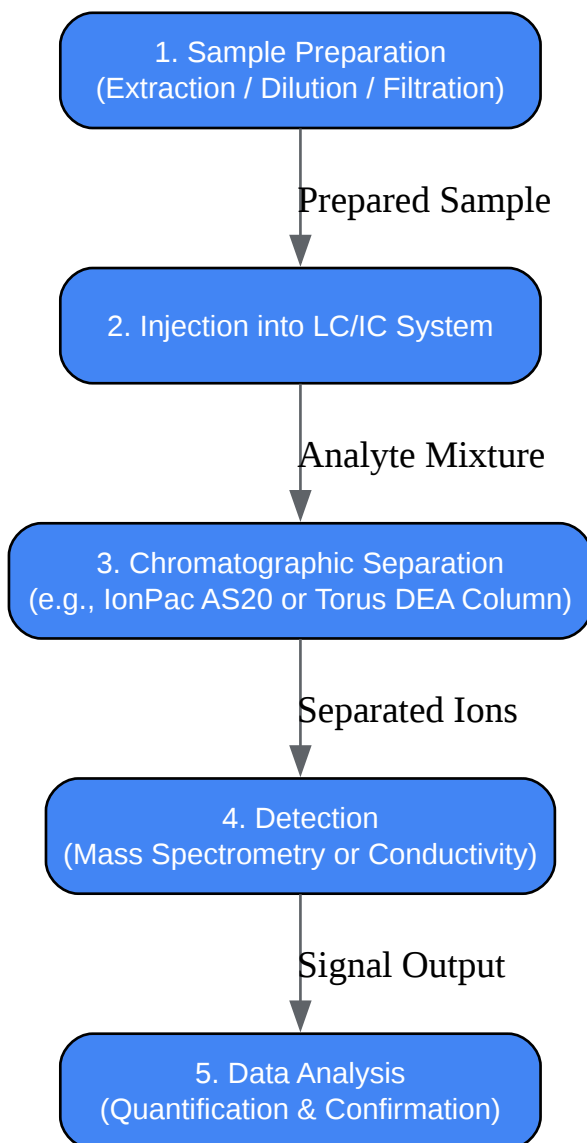 1. Sample Preparation
(Extraction / Dilution / Filtration)
Prepared Sample
2. Injection into LC/IC System
Analyte Mixture
3. Chromatographic Separation
(e.g., IonPac AS20 or Torus DEA Column)
Separated Ions
4. Detection
(Mass Spectrometry or Conductivity)
Signal Output
5. Data Analysis
(Quantification & Confirmation)